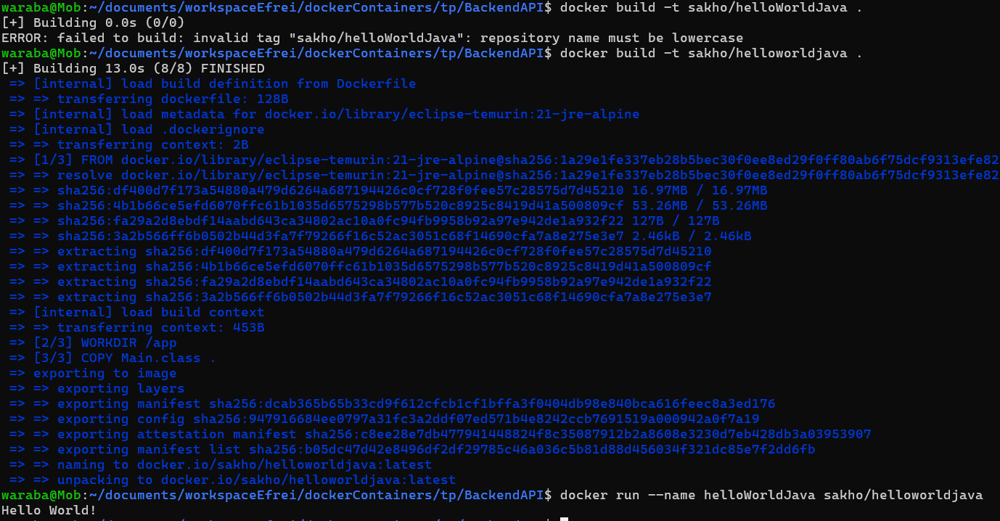 waraba@Mob:~/documents/workspaceEfrei/dockerContainers/tp/BackendAPI$ docker build -t sakho/helloWorldJava .
[+] Building 0.0s (0/0)
ERROR: failed to build: invalid tag "sakho/helloWorldJava": repository name must be lowercase
waraba@Mob:~/documents/workspaceEfrei/dockerContainers/tp/BackendAPI$ docker build -t sakho/helloworldjava .
[+] Building 13.0s (8/8) FINISHED
=> [internal] load build definition from Dockerfile
=> => transferring dockerfile: 128B
=> [internal] load metadata for docker.io/library/eclipse-temurin:21-jre-alpine
=> [internal] load .dockerignore
=> => transferring context: 2B
=> [1/3] FROM docker.io/library/eclipse-temurin:21-jre-alpine@sha256:1a29e1fe337eb28b5bec30f0ee8ed29f0ff80ab6f75dcf9313efe82
=> => resolve docker.io/library/eclipse-temurin:21-jre-alpine@sha256:1a29e1fe337eb28b5bec30f0ee8ed29f0ff80ab6f75dcf9313efe82
=> => sha256:df400d7f173a54880a479d6264a687194426c0cf728f0fee57c28575d7d45210 16.97MB / 16.97MB
=> => sha256:4b1b66ce5efd6070ffc61b1035d6575298b577b520c8925c8419d41a500809cf 53.26MB / 53.26MB
=> => sha256:fa29a2d8ebdf14aabd643ca34802ac10a0fc94fb9958b92a97e942de1a932f22 127B / 127B
=> => sha256:3a2b566ff6b0502b44d3fa7f79266f16c52ac3051c68f14690cfa7a8e275e3e7 2.46kB / 2.46kB
=> => extracting sha256:df400d7f173a54880a479d6264a687194426c0cf728f0fee57c28575d7d45210
=> => extracting sha256:4b1b66ce5efd6070ffc61b1035d6575298b577b520c8925c8419d41a500809cf
=> => extracting sha256:fa29a2d8ebdf14aabd643ca34802ac10a0fc94fb9958b92a97e942de1a932f22
=> => extracting sha256:3a2b566ff6b0502b44d3fa7f79266f16c52ac3051c68f14690cfa7a8e275e3e7
=> [internal] load build context
=> => transferring context: 453B
=> [2/3] WORKDIR /app
=> [3/3] COPY Main.class .
=> exporting to image
=> => exporting layers
=> => exporting manifest sha256:dcab365b65b33cd9f612cfcb1cf1bffa3f0404db98e840bca616feec8a3ed176
=> => exporting config sha256:947916684ee0797a31fc3a2ddf07ed571b4e8242ccb7691519a000942a0f7a19
=> => exporting attestation manifest sha256:c8ee28e7db477941448824f8c35087912b2a8608e3230d7eb428db3a03953907
=> => exporting manifest list sha256:b05dc47d42e8496df2df29785c46a036c5b81d88d456034f321dc85e7f2dd6fb
=> => naming to docker.io/sakho/helloworldjava:latest
=> => unpacking to docker.io/sakho/helloworldjava:latest
waraba@Mob:~/documents/workspaceEfrei/dockerContainers/tp/BackendAPI$ docker run --name helloWorldJava sakho/helloworldjava
Hello World!